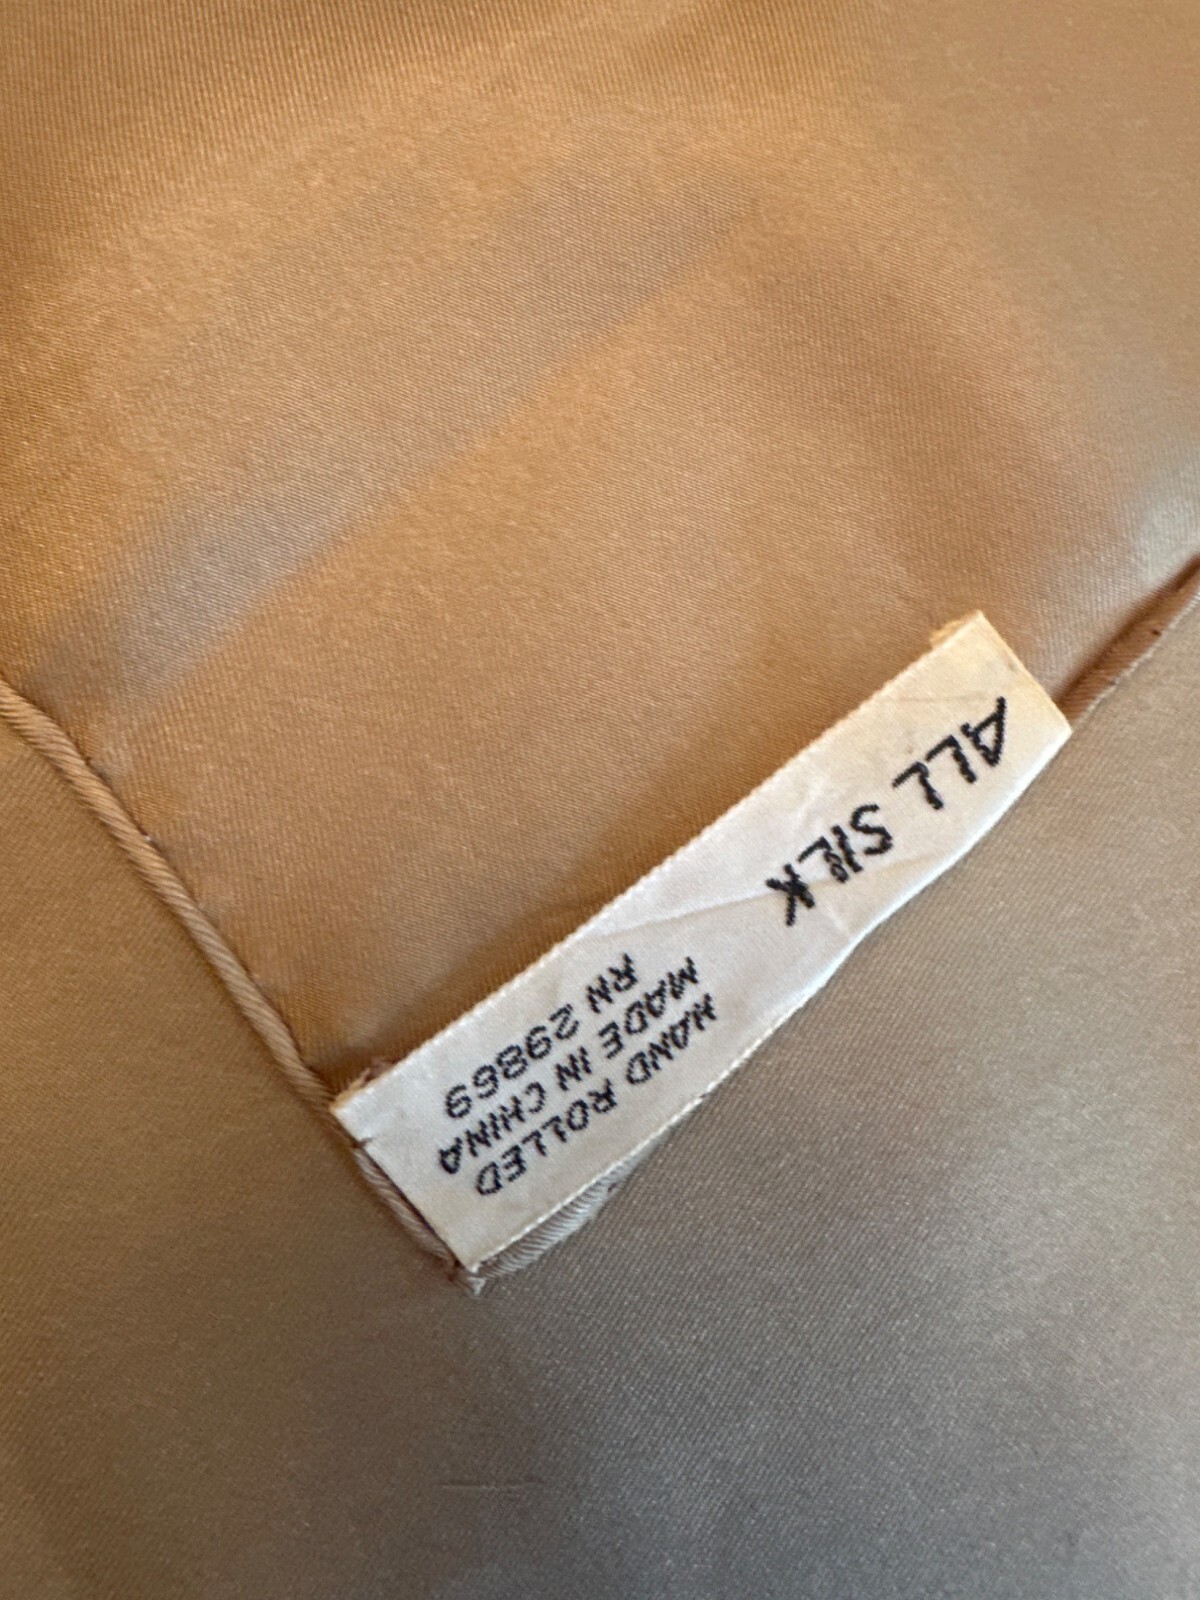 ALL SILK
HAND ROLLED
MADE IN CHINA
RN 29869